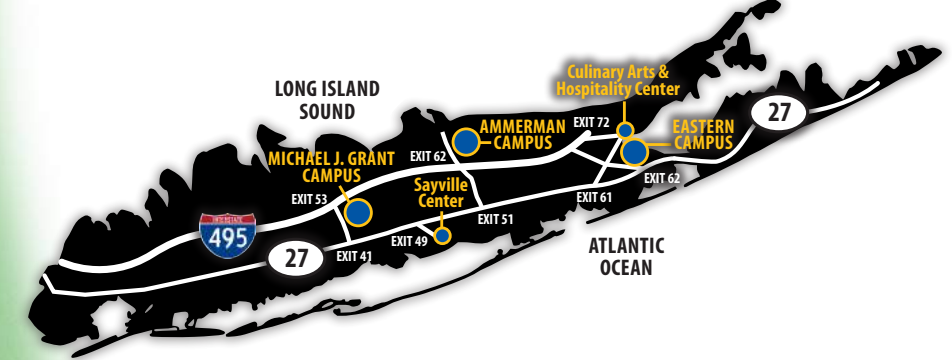 Culinary Arts &
Hospitality Center
LONG ISLAND
SOUND
27
AMMERMAN
CAMPUS
EXIT 72
EASTERN
CAMPUS
MICHAEL J. GRANT
CAMPUS
EXIT 62
EXIT 62
Sayville
Center
EXIT 53
EXIT 61
EXIT 51
INTERSTATE
495
EXIT 49
27
EXIT 41
ATLANTIC
OCEAN